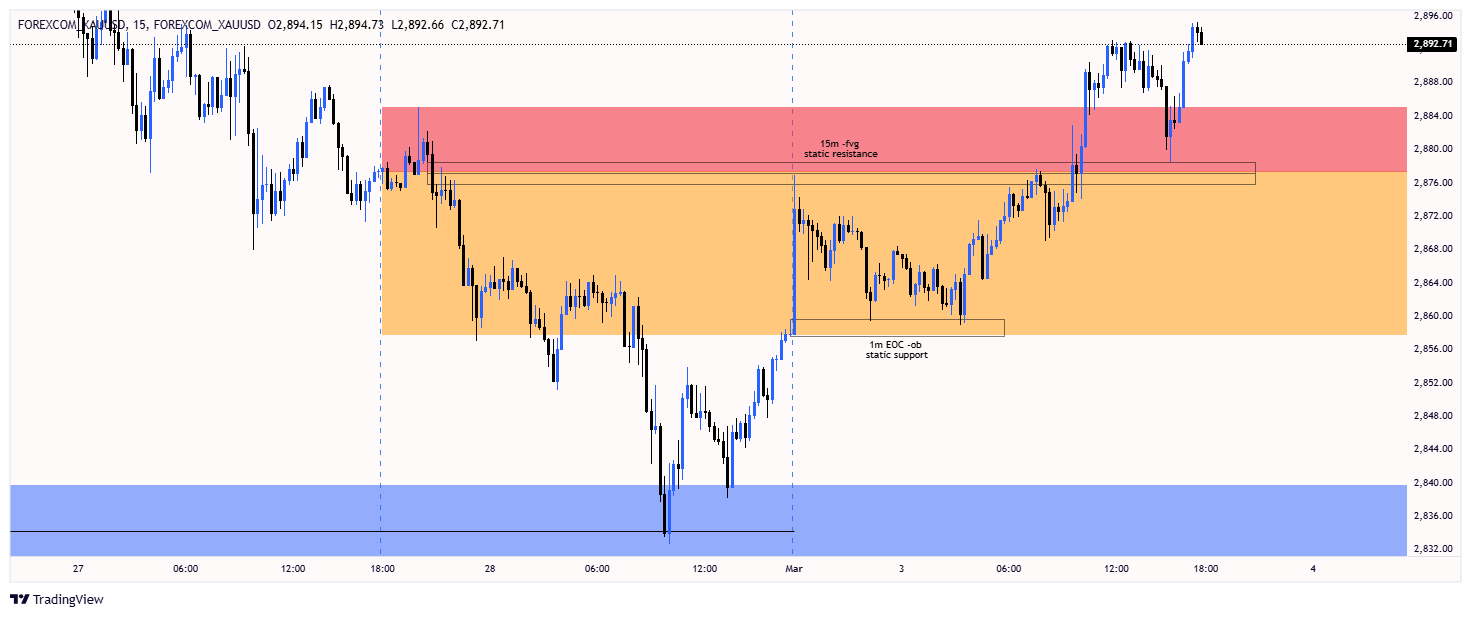 FOREXCOM_XAUUSD, 15, FOREXCOM_XAUUSD O2,894.15 H2,894.73 L2,892.66 C2,892.71
2,896.00
2,892.71
2,888.00
2,884.00
2,880.00
2,876.00
2,872.00
2,868.00
2,864.00
2,860.00
2,856.00
2,852.00
2,848.00
2,844.00
2,840.00
2,836.00
2,832.00
15m -fvg
static resistance
1m EOC -ob
static support
27 06:00 12:00 18:00 28 06:00 12:00 Mar 3 06:00 12:00 18:00 4
TradingView